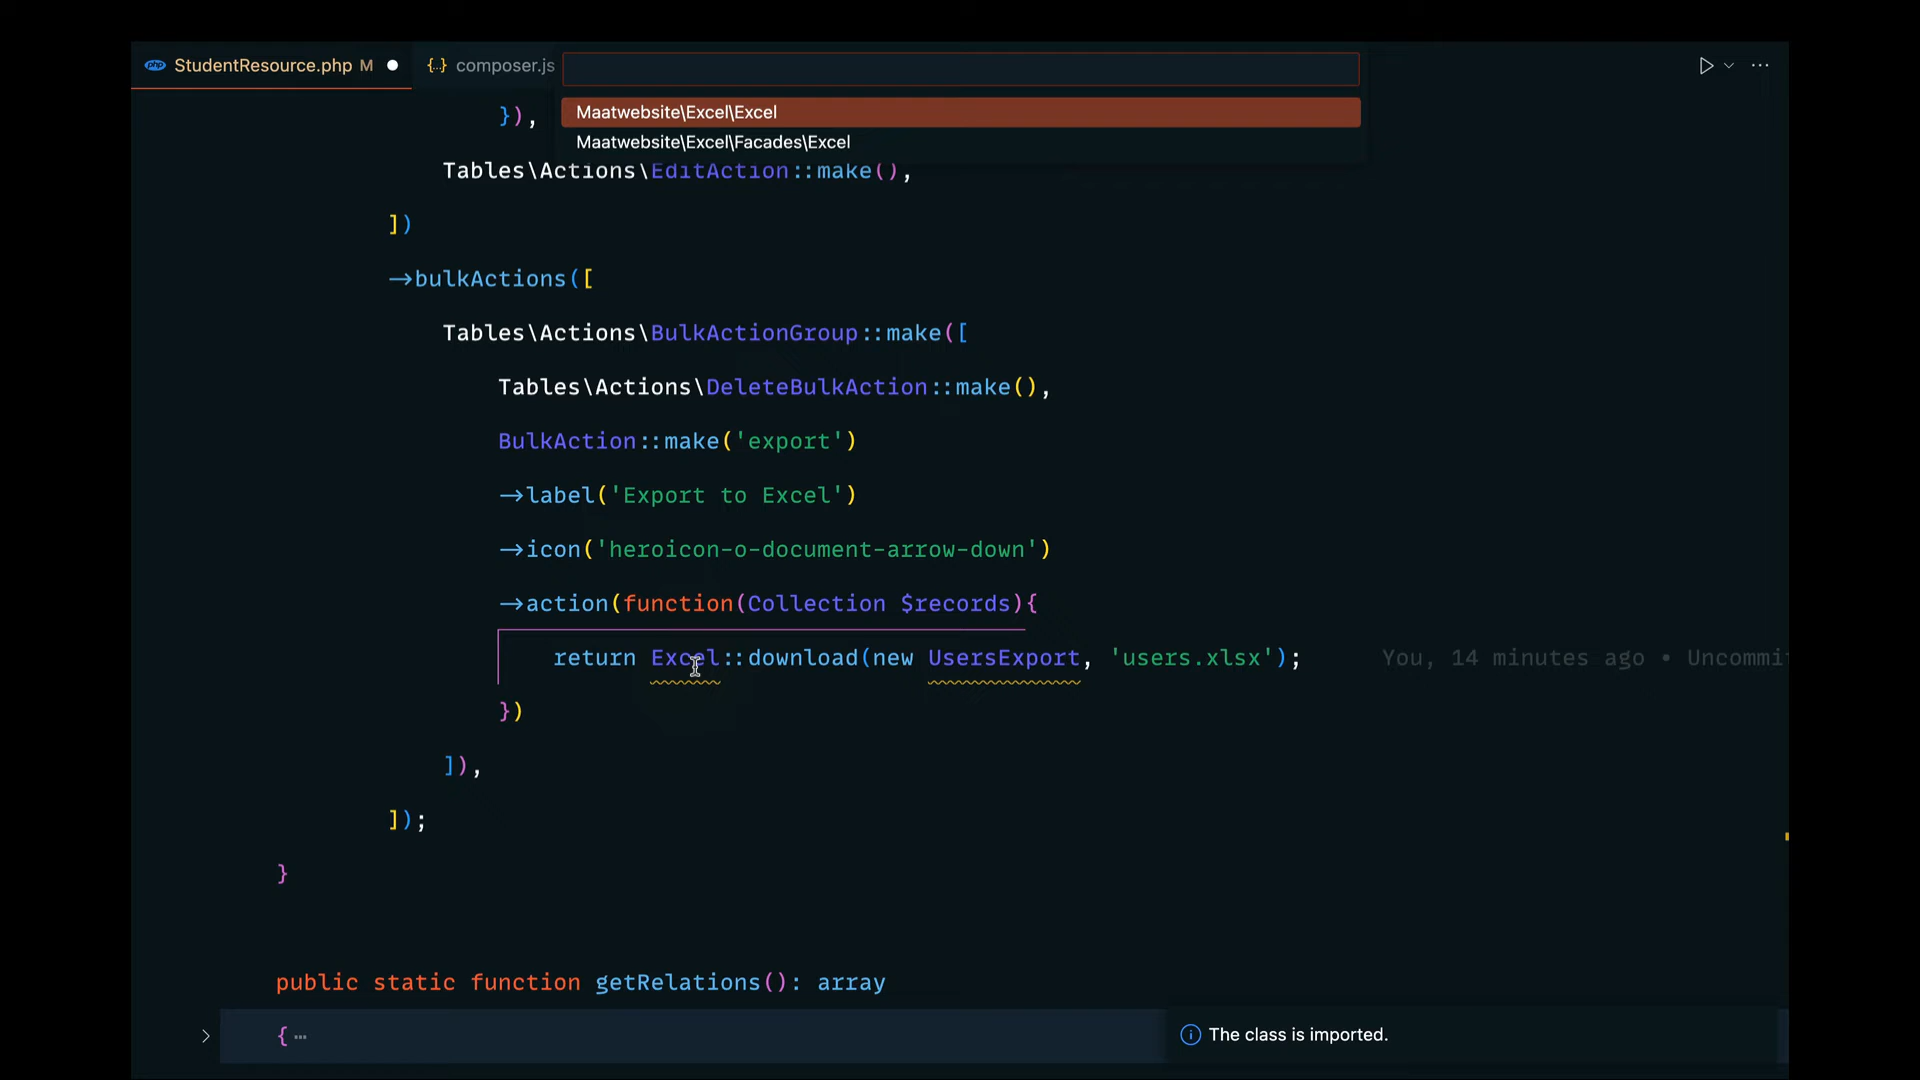 php StudentResource.php M
{..} composer.js
Maatwebsite\Excel\Excel
Maatwebsite\Excel\Facades\Excel
}),
Tables\Actions\EditAction::make(),
])
->bulkActions([
Tables\Actions\BulkActionGroup::make([
Tables\Actions\DeleteBulkAction::make(),
BulkAction::make('export')
->label('Export to Excel')
->icon('heroicon-o-document-arrow-down')
->action(function(Collection $records){
return Excel::download(new UsersExport, 'users.xlsx'); You, 14 minutes ago • Uncommi
})
]),
]);
}
public static function getRelations(): array
{ ⋯
The class is imported.